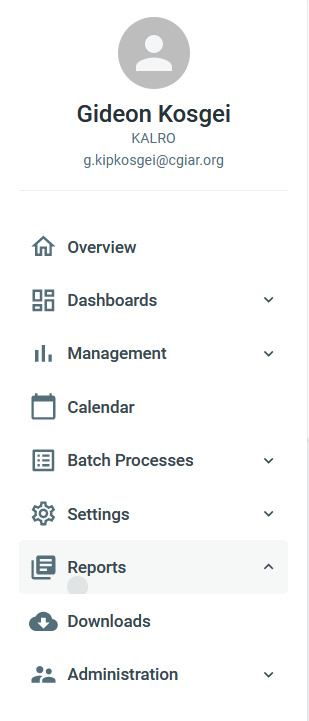 Gideon Kosgei
KALRO
g.kipkosgei@cgiar.org
Overview
Dashboards
Management
Calendar
Batch Processes
Settings
Reports
Downloads
Administration